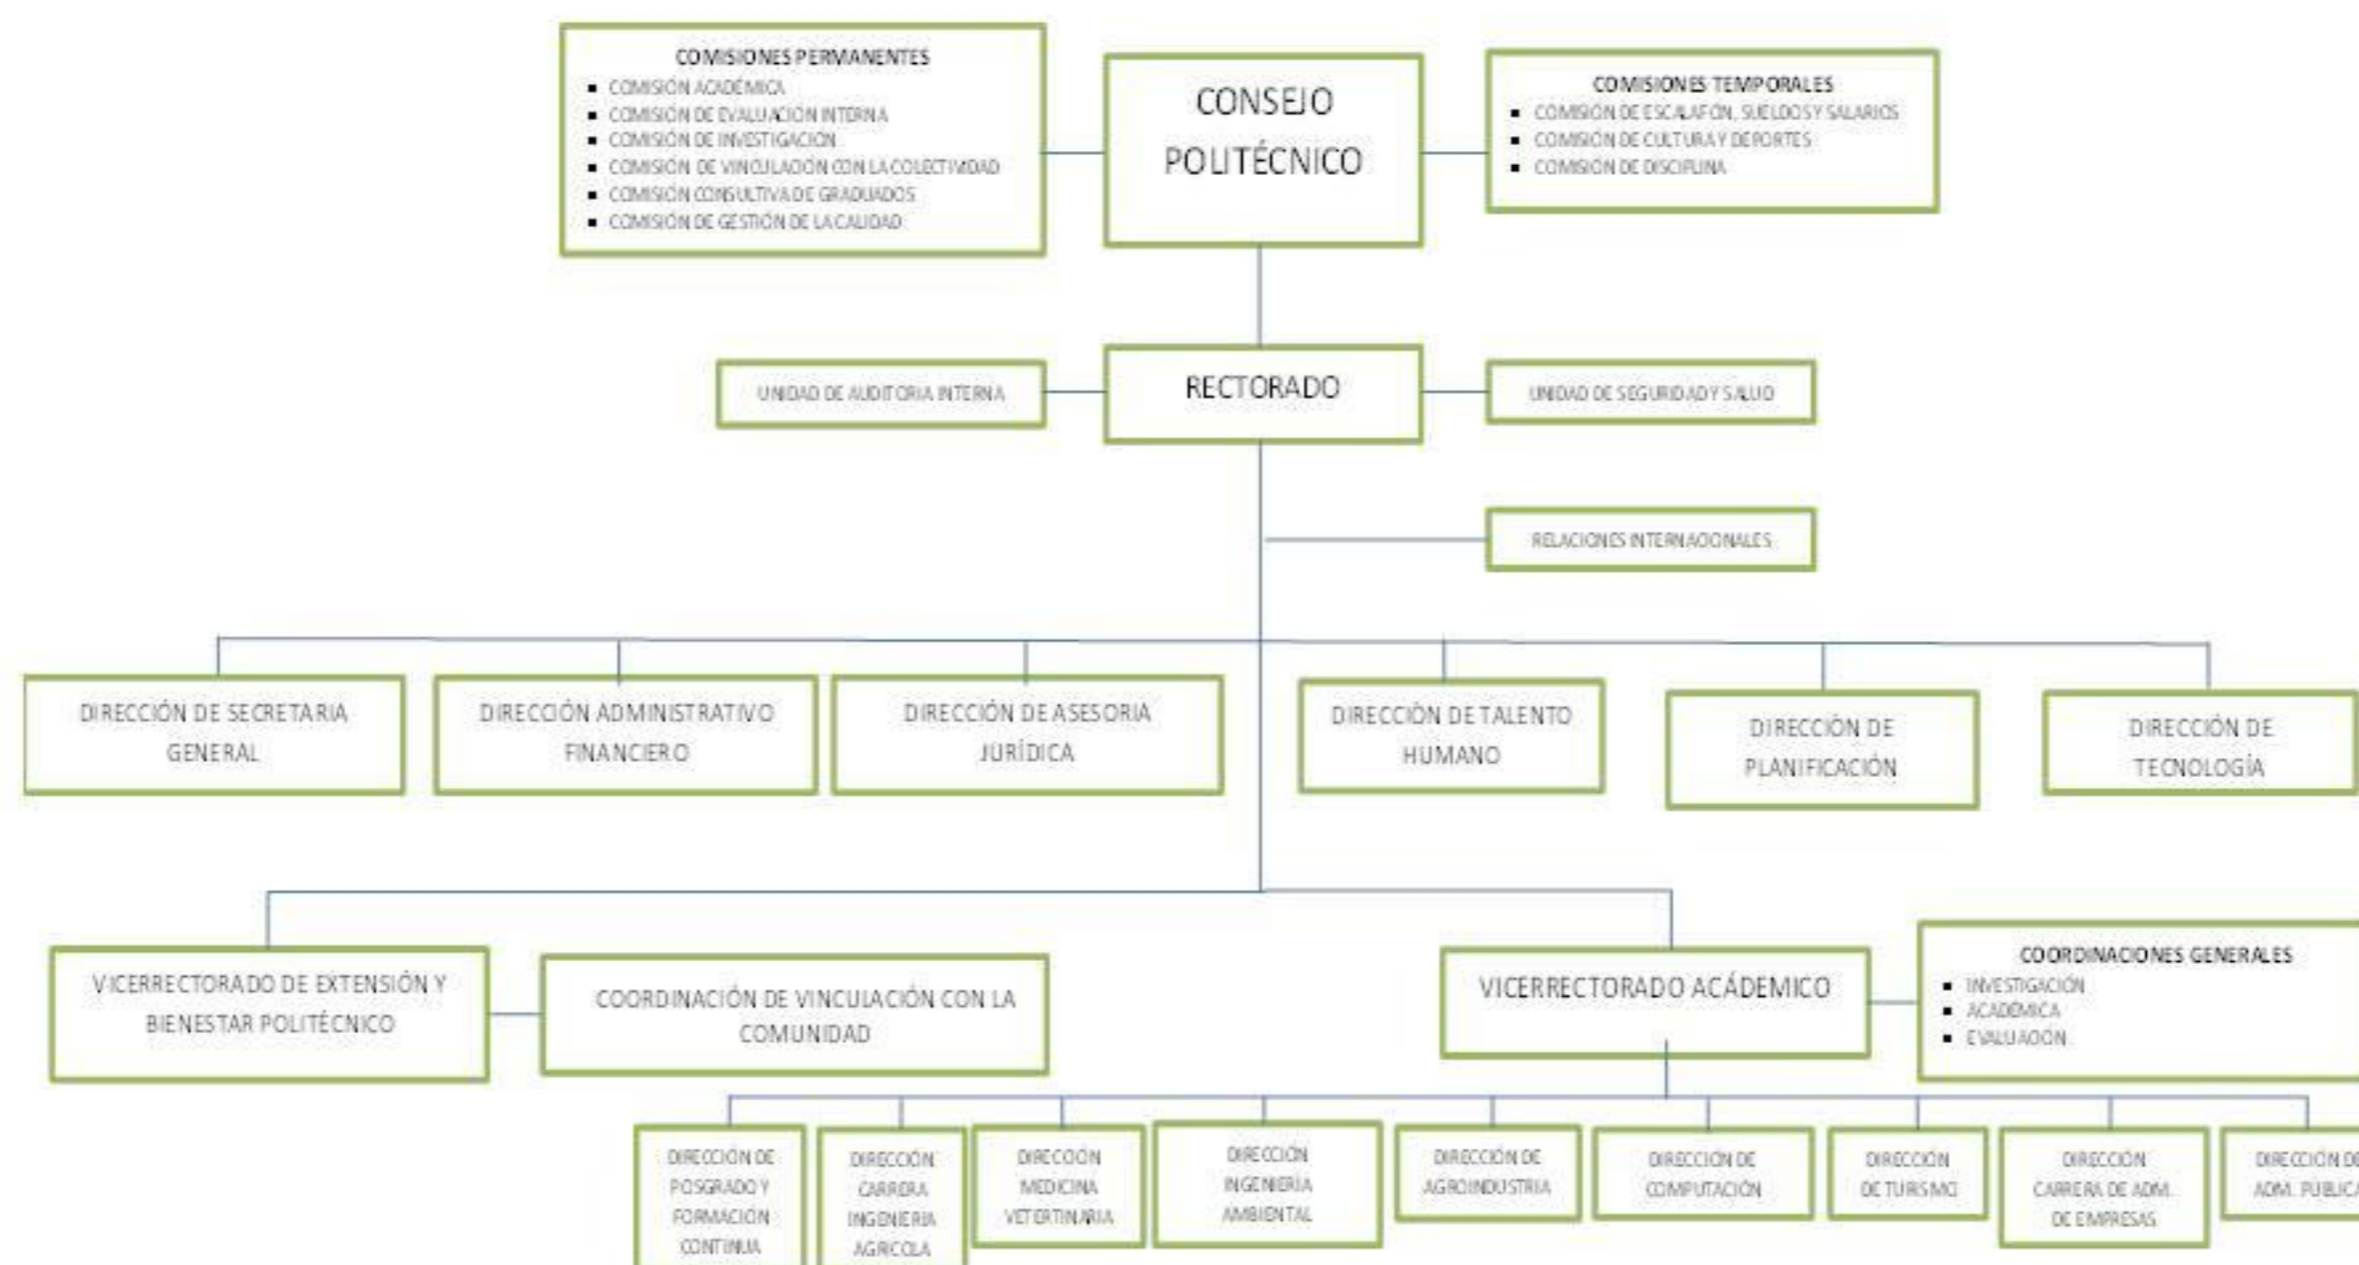 COMISIONES PERMANENTES
▪ COMISIÓN ACADÉMICA
▪ COMISIÓN DE EVALUACIÓN INTERNA
▪ COMISIÓN DE INVESTIGACIÓN
▪ COMISIÓN DE VINCULACIÓN CON LA COLECTIVIDAD
▪ COMISIÓN CONSULTIVA DE GRADUADOS
▪ COMISIÓN DE GESTIÓN DE LA CALIDAD
CONSEJO
POLITÉCNICO
COMISIONES TEMPORALES
▪ COMISIÓN DE ESCALAFÓN, SUELDOS Y SALARIOS
▪ COMISIÓN DE CULTURA Y DEPORTES
▪ COMISIÓN DE DISCIPLINA
UNIDAD DE AUDITORIA INTERNA
RECTORADO
UNIDAD DE SEGURIDAD Y SALUD
RELACIONES INTERNACIONALES
DIRECCIÓN DE SECRETARIA
GENERAL
DIRECCIÓN ADMINISTRATIVO
FINANCIERO
DIRECCIÓN DE ASESORIA
JURÍDICA
DIRECCIÓN DE TALENTO
HUMANO
DIRECCIÓN DE
PLANIFICACIÓN
DIRECCIÓN DE
TECNOLOGÍA
VICERRECTORADO DE EXTENSIÓN Y
BIENESTAR POLITÉCNICO
COORDINACIÓN DE VINCULACIÓN CON LA
COMUNIDAD
VICERRECTORADO ACÁDEMICO
COORDINACIONES GENERALES
▪ INVESTIGACIÓN
▪ ACADÉMICA
▪ EVALUACIÓN
DIRECCIÓN DE
POSGRADO Y
FORMACIÓN
CONTINUA
DIRECCIÓN
CARRERA
INGENIERIA
AGRICOLA
DIRECCIÓN
MEDICINA
VETERTINARIA
DIRECCIÓN
INGENIERÍA
AMBIENTAL
DIRECCIÓN DE
AGROINDUSTRIA
DIRECCIÓN DE
COMPUTACIÓN
DIRECCIÓN
DE TURISMO
DIRECCIÓN
CARRERA DE ADM.
DE EMPRESAS
DIRECCIÓN DE
ADM. PÚBLICA